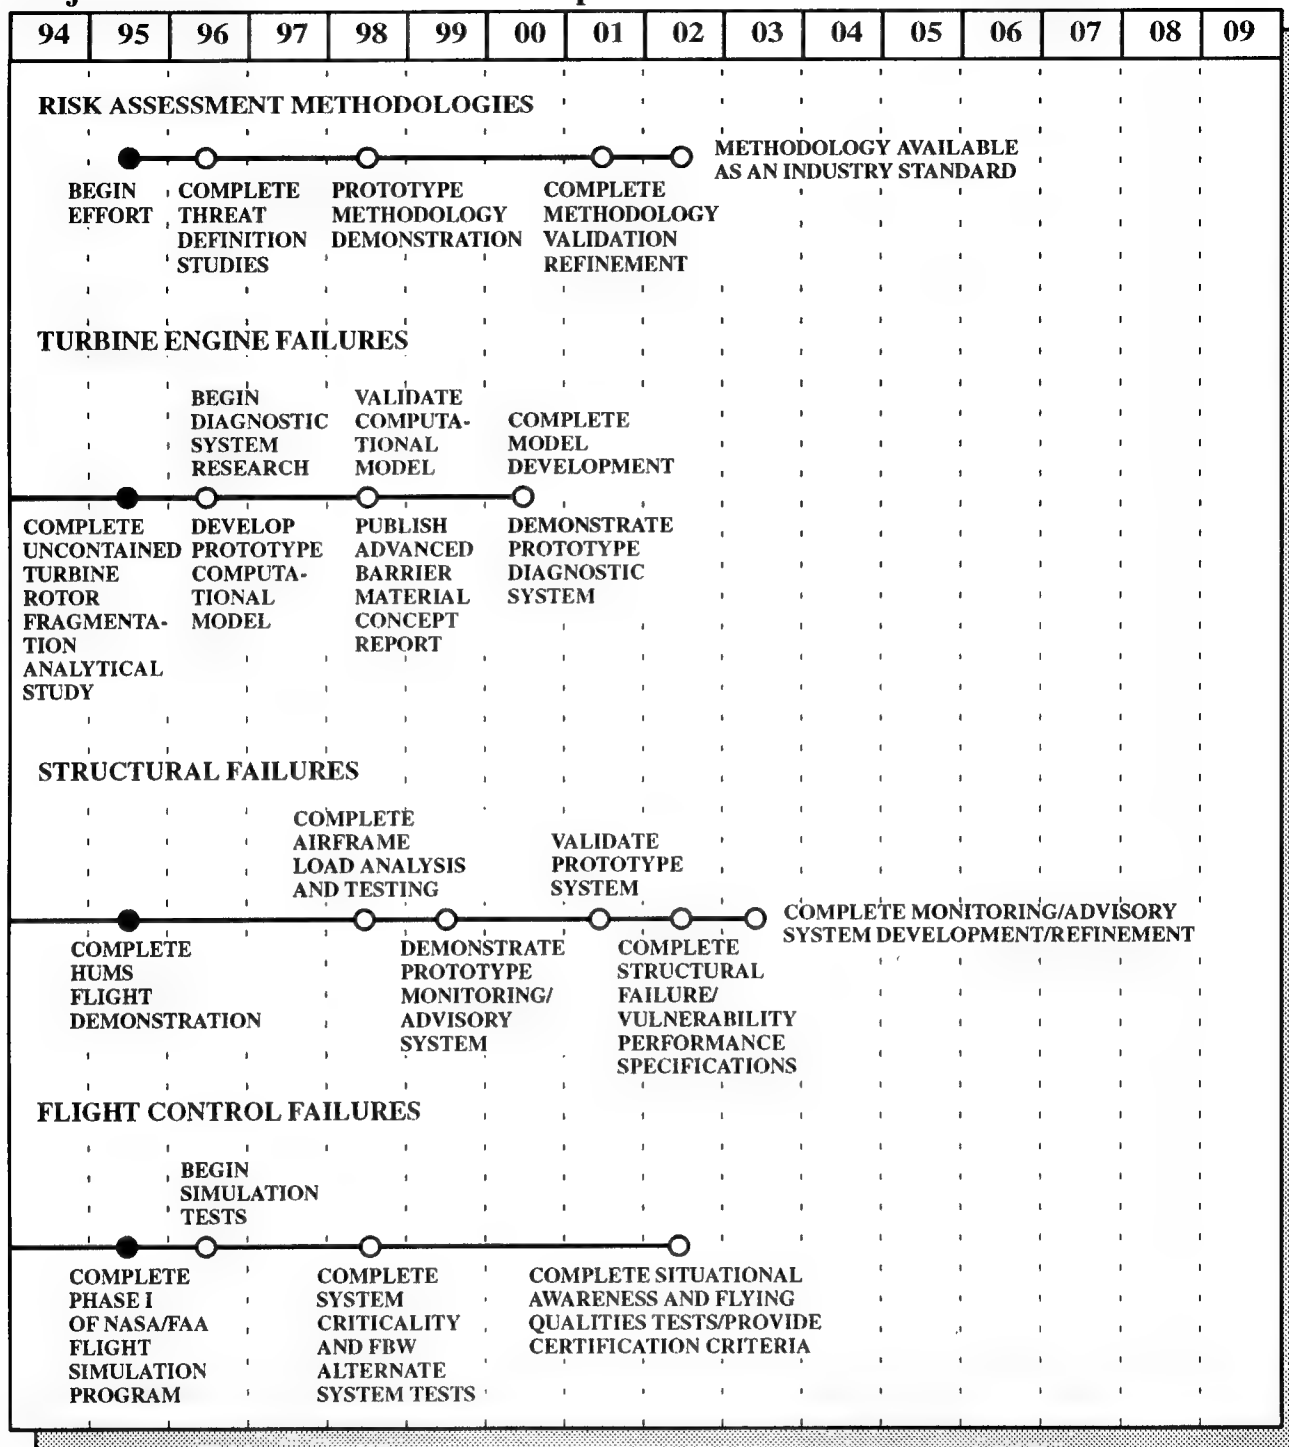 94 95 96 97 98 99 00 01 02 03 04 05 06 07 08 09
RISK ASSESSMENT METHODOLOGIES
METHODOLOGY AVAILABLE
AS AN INDUSTRY STANDARD
BEGIN
EFFORT
COMPLETE
THREAT
DEFINITION
STUDIES
PROTOTYPE
METHODOLOGY
DEMONSTRATION
COMPLETE
METHODOLOGY
VALIDATION
REFINEMENT
TURBINE ENGINE FAILURES
BEGIN
DIAGNOSTIC
SYSTEM
RESEARCH
VALIDATE
COMPUTA-
TIONAL
MODEL
COMPLETE
MODEL
DEVELOPMENT
COMPLETE
UNCONTAINED
TURBINE
ROTOR
FRAGMENTA-
TION
ANALYTICAL
STUDY
DEVELOP
PROTOTYPE
COMPUTA-
TIONAL
MODEL
PUBLISH
ADVANCED
BARRIER
MATERIAL
CONCEPT
REPORT
DEMONSTRATE
PROTOTYPE
DIAGNOSTIC
SYSTEM
STRUCTURAL FAILURES
COMPLETE
AIRFRAME
LOAD ANALYSIS
AND TESTING
VALIDATE
PROTOTYPE
SYSTEM
COMPLETE MONITORING/ADVISORY
SYSTEM DEVELOPMENT/REFINEMENT
COMPLETE
HUMS
FLIGHT
DEMONSTRATION
DEMONSTRATE
PROTOTYPE
MONITORING/
ADVISORY
SYSTEM
COMPLETE
STRUCTURAL
FAILURE/
VULNERABILITY
PERFORMANCE
SPECIFICATIONS
FLIGHT CONTROL FAILURES
BEGIN
SIMULATION
TESTS
COMPLETE
PHASE I
OF NASA/FAA
FLIGHT
SIMULATION
PROGRAM
COMPLETE
SYSTEM
CRITICALITY
AND FBW
ALTERNATE
SYSTEM TESTS
COMPLETE SITUATIONAL
AWARENESS AND FLYING
QUALITIES TESTS/PROVIDE
CERTIFICATION CRITERIA